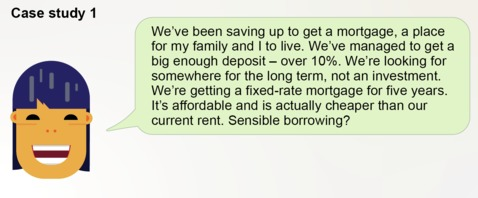 Case study 1
We've been saving up to get a mortgage, a place
for my family and I to live. We've managed to get a
big enough deposit – over 10%. We're looking for
somewhere for the long term, not an investment.
We're getting a fixed-rate mortgage for five years.
It's affordable and is actually cheaper than our
current rent. Sensible borrowing?